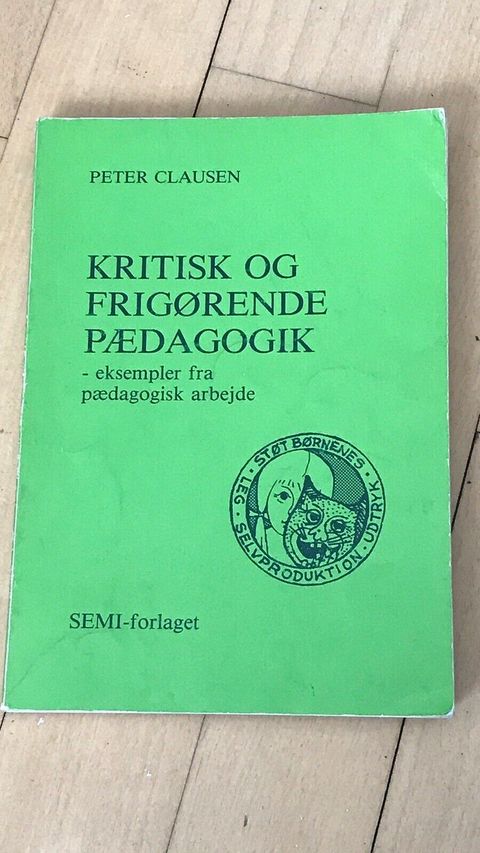 PETER CLAUSEN
KRITISK OG
FRIGØRENDE
PÆDAGOGIK
- eksempler fra
pædagogisk arbejde
· STØT BØRNENES · LEG · SELVPRODUKTION · UDTRYK
SEMI-forlaget